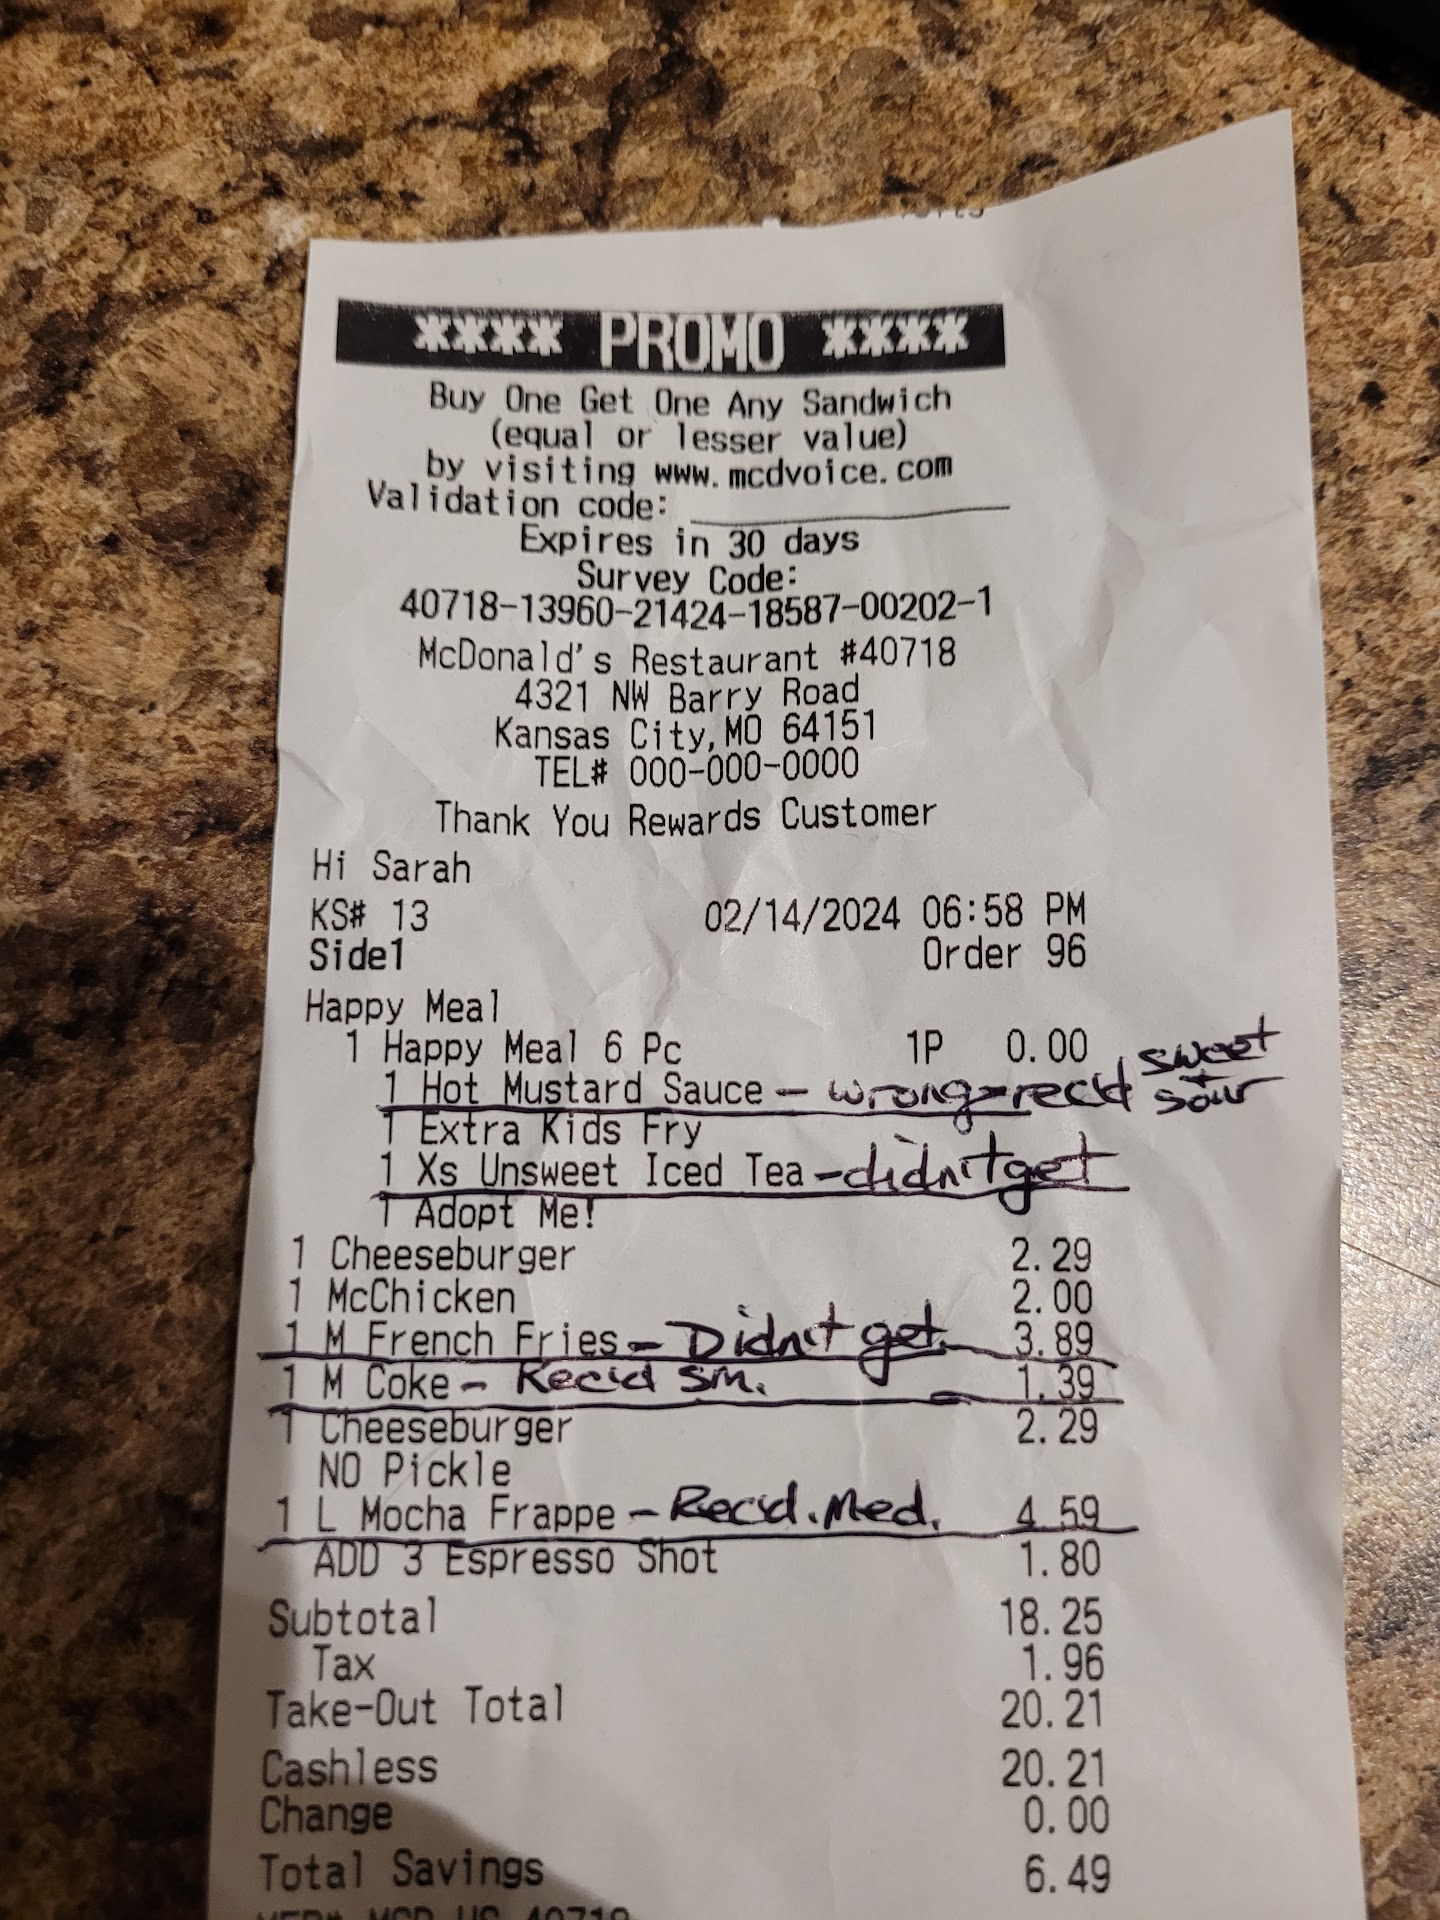 **** PROMO ****
Buy One Get One Any Sandwich
(equal or lesser value)
by visiting www.mcdvoice.com
Validation code: ____________
Expires in 30 days
Survey Code:
40718-13960-21424-18587-00202-1
McDonald's Restaurant #40718
4321 NW Barry Road
Kansas City,MO 64151
TEL# 000-000-0000
Thank You Rewards Customer
Hi Sarah
KS# 13 02/14/2024 06:58 PM
Side1 Order 96
Happy Meal
1 Happy Meal 6 Pc 1P 0.00
1 Hot Mustard Sauce - wrong-rec'd sweet + sour
1 Extra Kids Fry
1 Xs Unsweet Iced Tea - didn't get
1 Adopt Me!
1 Cheeseburger 2.29
1 McChicken 2.00
1 M French Fries - Didn't get. 3.89
1 M Coke - Rec'd sm. 1.39
1 Cheeseburger 2.29
NO Pickle
1 L Mocha Frappe - Rec'd. Med. 4.59
ADD 3 Espresso Shot 1.80
Subtotal 18.25
Tax 1.96
Take-Out Total 20.21
Cashless 20.21
Change 0.00
Total Savings 6.49
MER# MCD US 40718